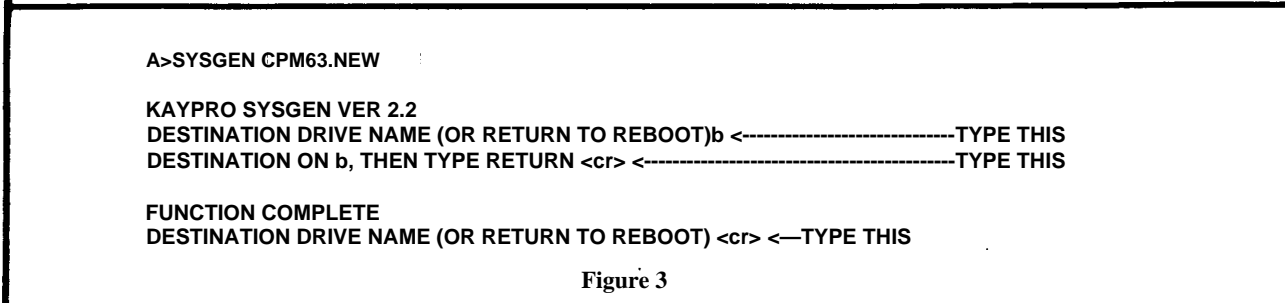 A>SYSGEN CPM63.NEW
KAYPRO SYSGEN VER 2.2
DESTINATION DRIVE NAME (OR RETURN TO REBOOT)b <------------------------------TYPE THIS
DESTINATION ON b, THEN TYPE RETURN <cr> <-------------------------------------------TYPE THIS
FUNCTION COMPLETE
DESTINATION DRIVE NAME (OR RETURN TO REBOOT) <cr> <—TYPE THIS
Figure 3